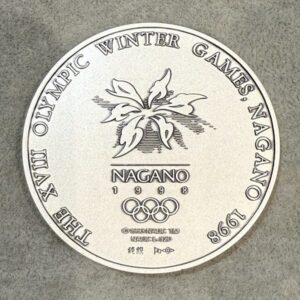 THE XVIII OLYMPIC WINTER GAMES, NAGANO 1998
NAGANO
1998